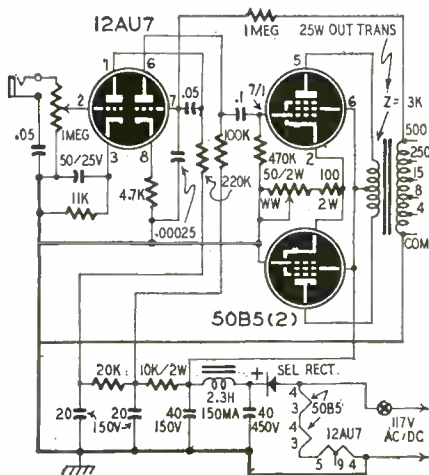 12AU7
1 MEG
25W OUT TRANS
1
6
.05
.1
7/1
5
6
Z = 3K
2
7
500
250
15
8
4
COM
.05
1MEG
3
8
100K
470K
2
50/25V
50/2W
100
11K
4.7K
220K
WW
2W
.00025
50B5(2)
20K
10K/2W
+
SEL RECT.
2.3H
150MA
20
150V
20
40
150V
40
450V
4
3
50B5
4
3
12AU7
5
9
4
117V
AC/DC